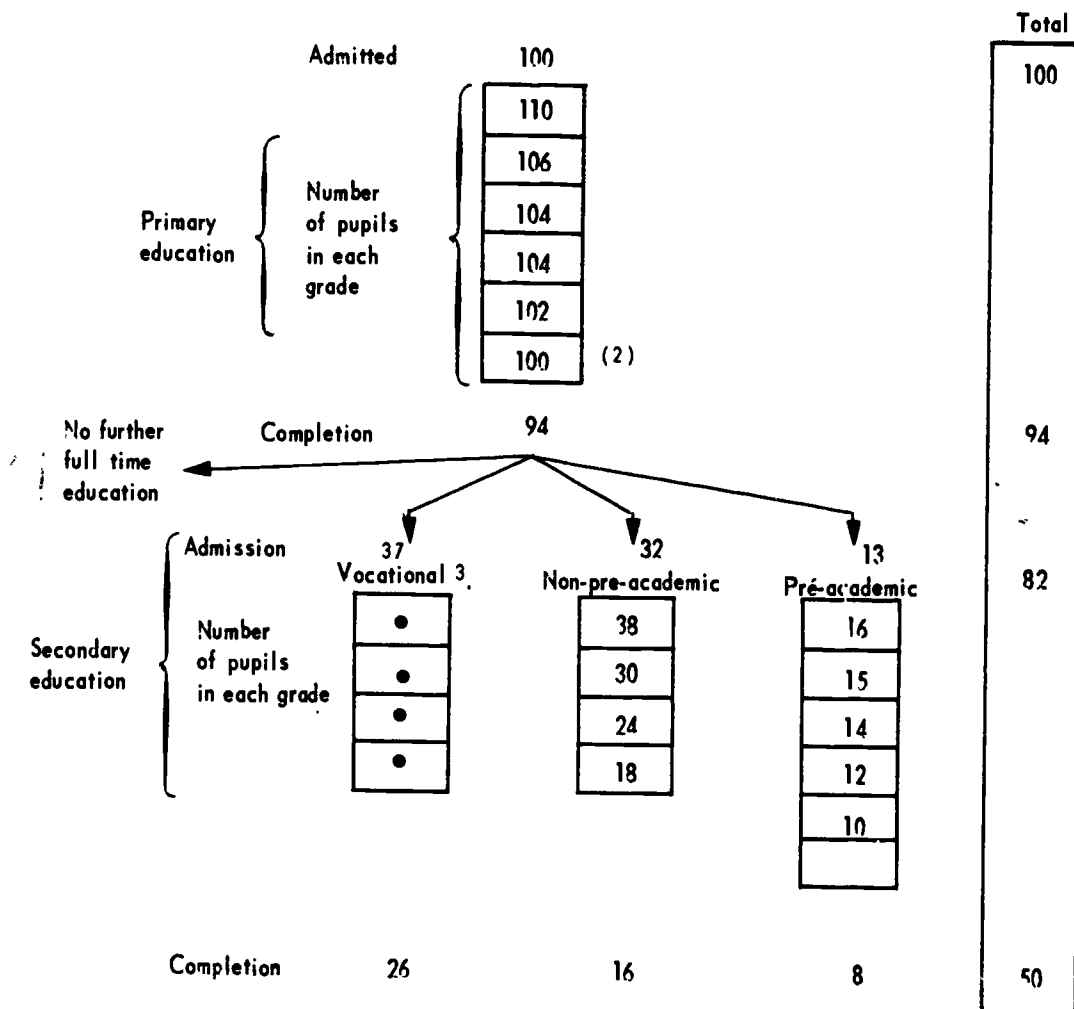 Total
Admitted 100 100
110
106
104
104
102
100 (2)
Primary
education
Number
of pupils
in each
grade
Completion 94 94
No further
full time
education
Admission 37 32 13 82
Vocational 3. Non-pre-academic Pré-academic
Secondary
education
Number
of pupils
in each grade
• 38 16
• 30 15
• 24 14
• 18 12
10
Completion 26 16 8 50